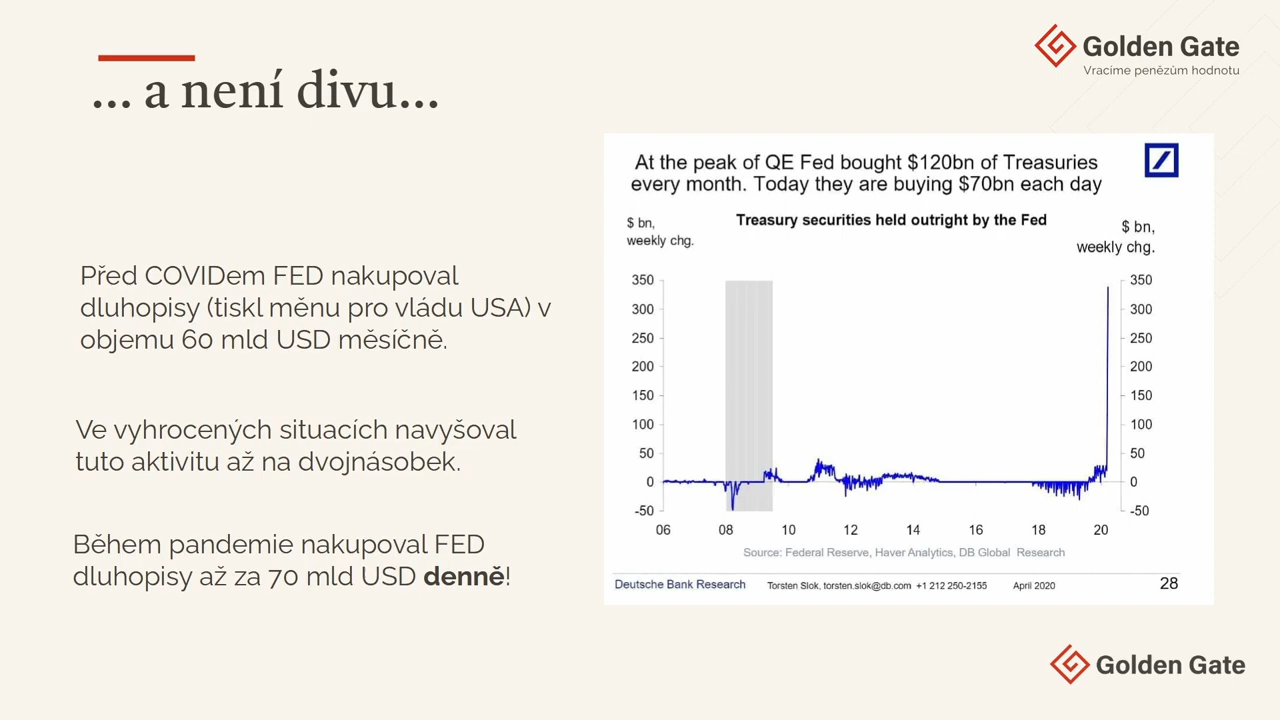 ... a není divu...
Golden Gate
Vracíme penězům hodnotu
Před COVIDem FED nakupoval
dluhopisy (tiskl měnu pro vládu USA) v
objemu 60 mld USD měsíčně.
Ve vyhrocených situacích navyšoval
tuto aktivitu až na dvojnásobek.
Během pandemie nakupoval FED
dluhopisy až za 70 mld USD denně!
At the peak of QE Fed bought $120bn of Treasuries
every month. Today they are buying $70bn each day
Treasury securities held outright by the Fed
$ bn,
weekly chg.
$ bn,
weekly chg.
350 350
300 300
250 250
200 200
150 150
100 100
50 50
0 0
-50 -50
06 08 10 12 14 16 18 20
Source: Federal Reserve, Haver Analytics, DB Global Research
Deutsche Bank Research Torsten Slok, torsten.slok@db.com +1 212 250-2155 April 2020 28
Golden Gate